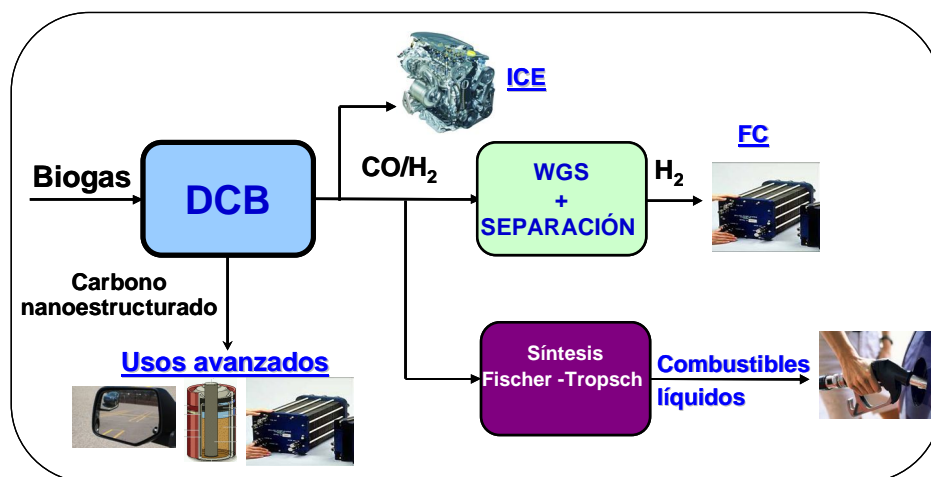 ICE
Biogas
DCB
CO/H₂
WGS
+
SEPARACIÓN
H₂
FC
Carbono
nanoestructurado
Usos avanzados
Síntesis
Fischer -Tropsch
Combustibles
líquidos